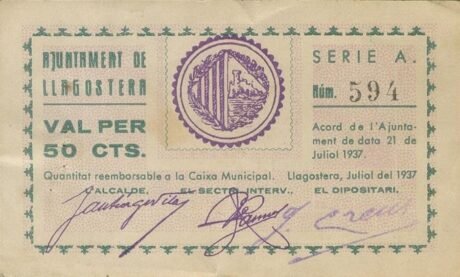 AJUNTAMENT DE
LLAGOSTERA
VAL PER
50 CTS.
SERIE A.
Núm. 594
Acord de l'Ajunta-
ment de data 21 de
Juliol 1937.
Quantitat reemborsable a la Caixa Municipal. Llagostera, Juliol del 1937
L'ALCALDE, EL SECTR. INTERV., EL DIPOSITARI.